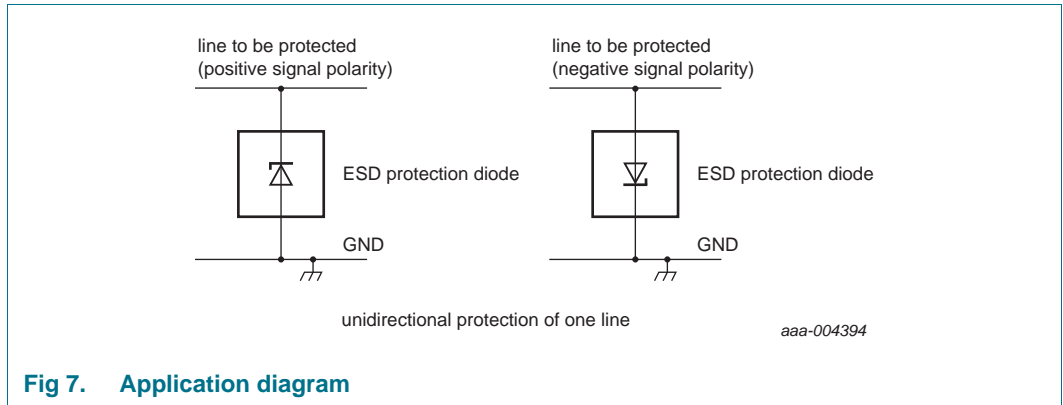 line to be protected
(positive signal polarity)
ESD protection diode
GND
line to be protected
(negative signal polarity)
ESD protection diode
GND
unidirectional protection of one line
aaa-004394
Fig 7. Application diagram